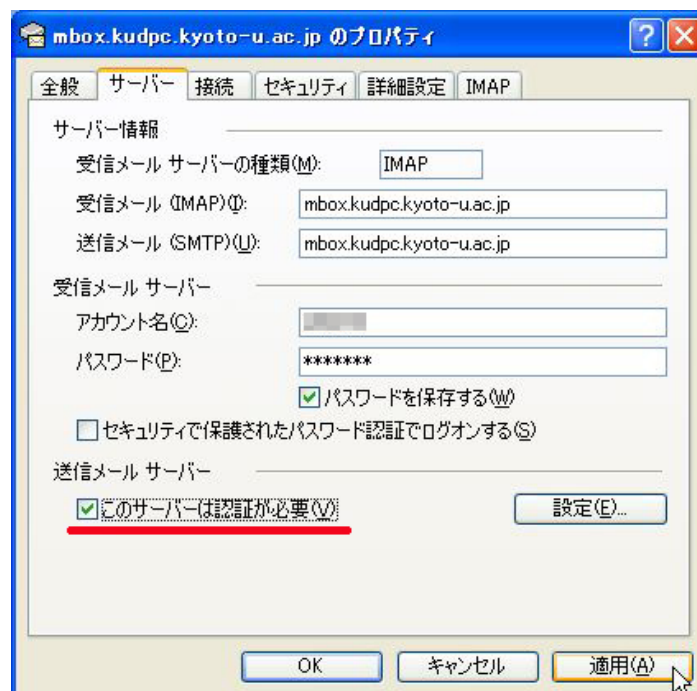 mbox.kudpc.kyoto-u.ac.jp のプロパティ
全般 サーバー 接続 セキュリティ 詳細設定 IMAP
サーバー情報
受信メール サーバーの種類(M): IMAP
受信メール (IMAP)(I): mbox.kudpc.kyoto-u.ac.jp
送信メール (SMTP)(U): mbox.kudpc.kyoto-u.ac.jp
受信メール サーバー
アカウント名(C):
パスワード(P): *******
パスワードを保存する(W)
セキュリティで保護されたパスワード認証でログオンする(S)
送信メール サーバー
このサーバーは認証が必要(V) 設定(E)...
OK キャンセル 適用(A)